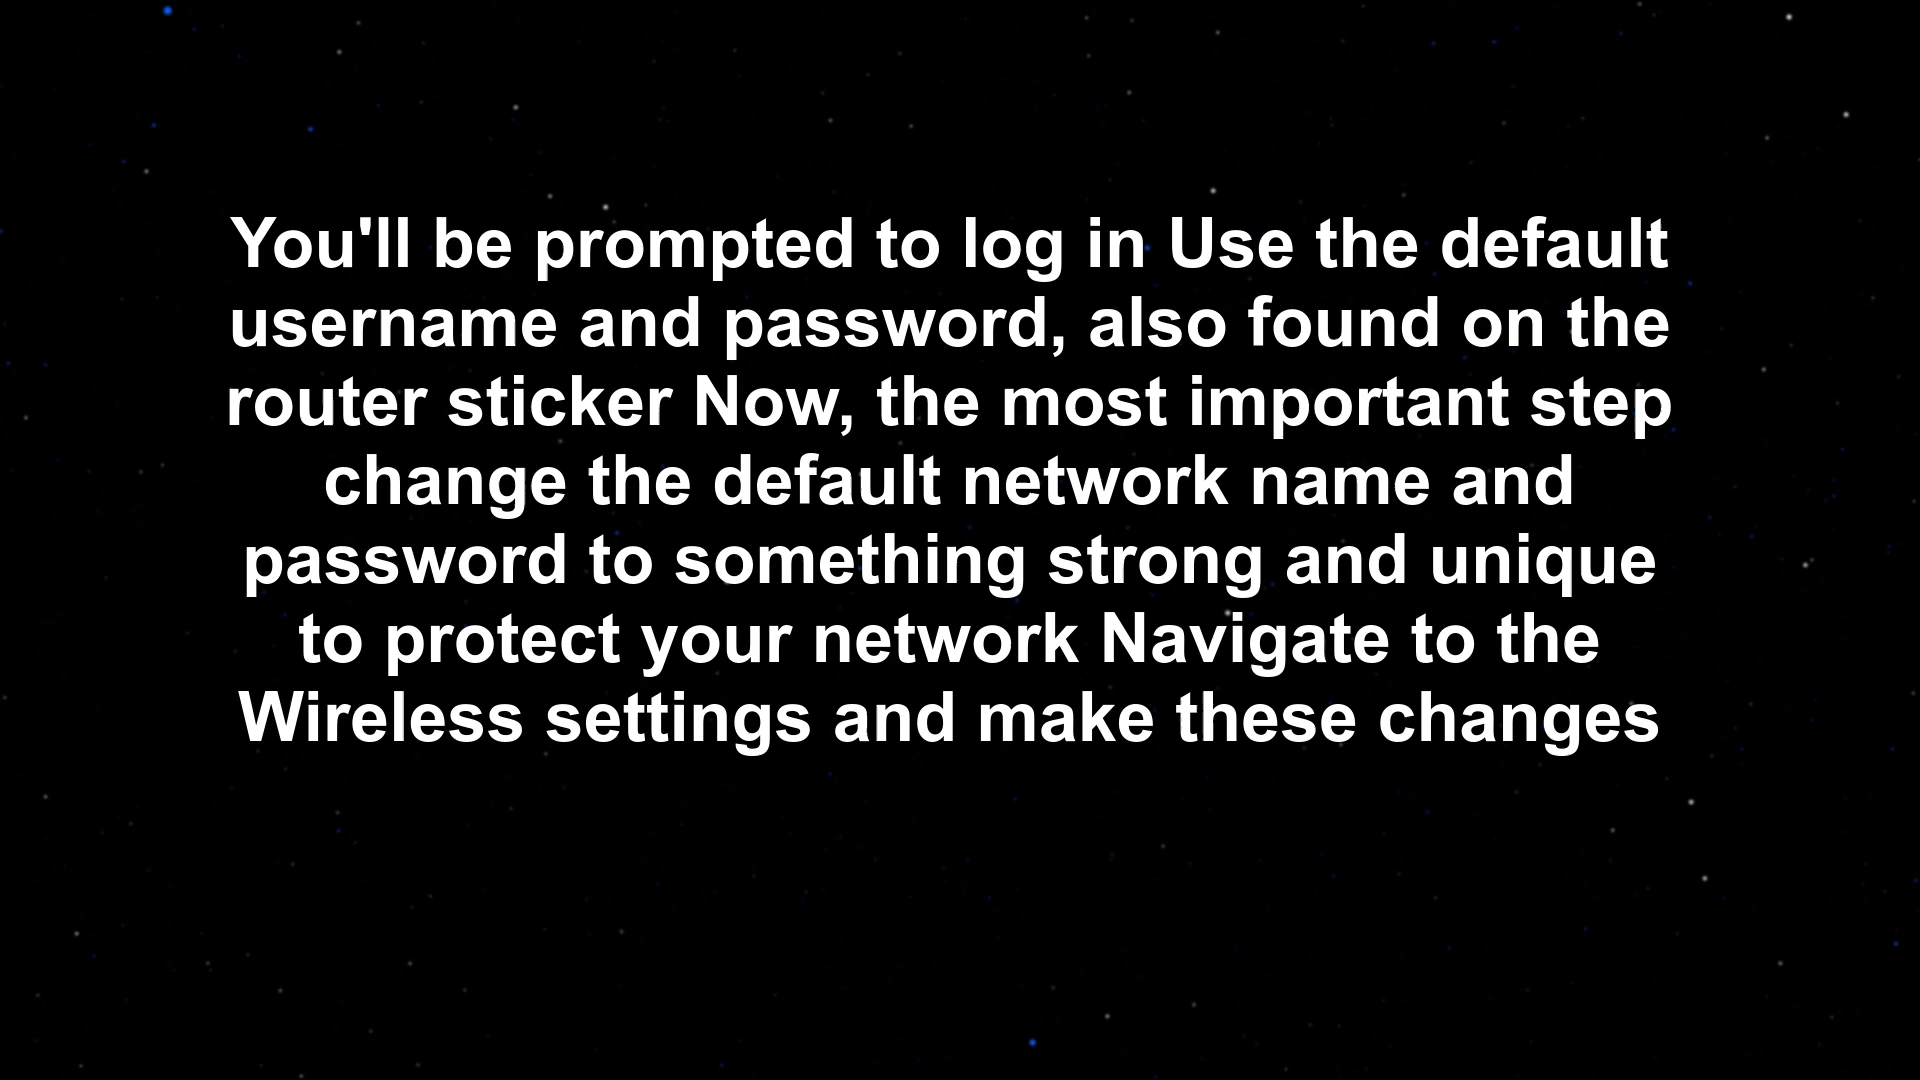 You'll be prompted to log in Use the default
username and password, also found on the
router sticker Now, the most important step
change the default network name and
password to something strong and unique
to protect your network Navigate to the
Wireless settings and make these changes